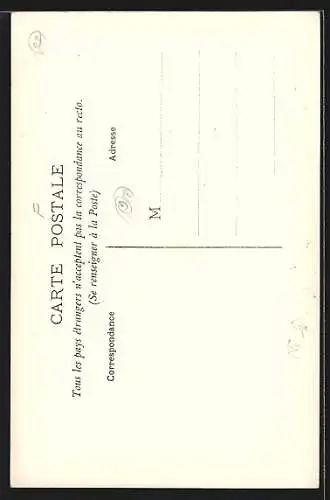 CARTE POSTALE
Tous les pays étrangers n'acceptent pas la correspondance au recto.
(Se renseigner à la Poste)
Correspondance
Adresse
M